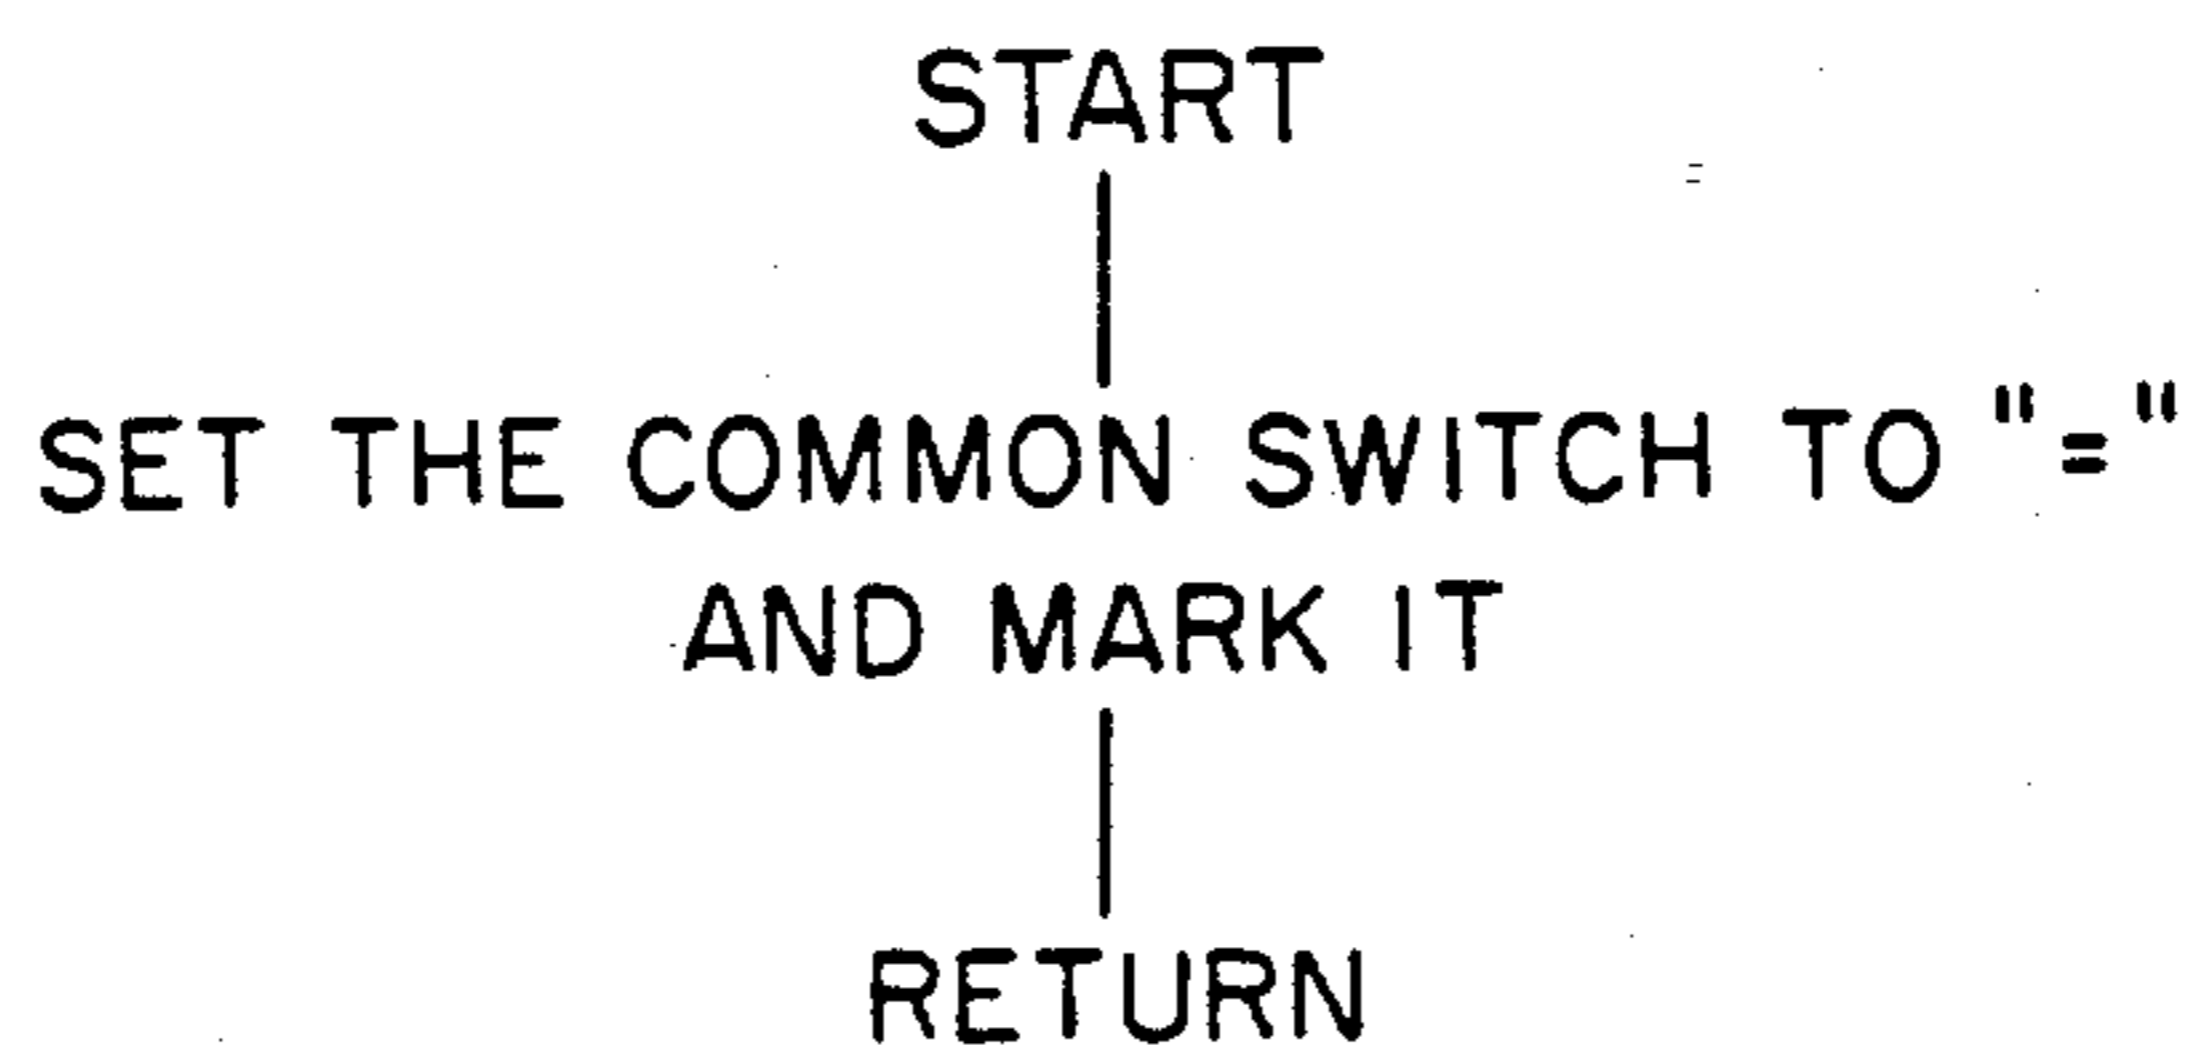 START
SET THE COMMON SWITCH TO "="
AND MARK IT
RETURN